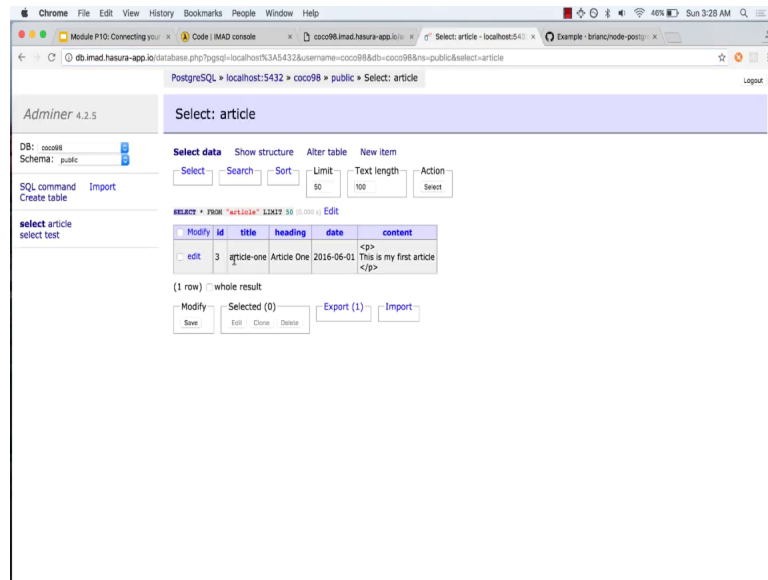 Chrome File Edit View History Bookmarks People Window Help 46% Sun 3:28 AM
Module P10: Connecting your
Code | IMAD console
coco98.imad.hasura-app.io/a
Select: article - localhost:543
Example · brianc/node-postgr
db.imad.hasura-app.io/database.php?pgsql=localhost%3A5432&username=coco98&db=coco98&ns=public&select=article
PostgreSQL » localhost:5432 » coco98 » public » Select: article
Logout
Adminer 4.2.5
Select: article
DB: coco98
Schema: public
SQL command Import
Create table
select article
select test
Select data Show structure Alter table New item
Select Search Sort Limit Text length Action
50 100 Select
SELECT * FROM "article" LIMIT 50 (0.000 s) Edit
Modify id title heading date content
edit 3 article-one Article One 2016-06-01 <p>
This is my first article
</p>
(1 row) whole result
Modify Selected (0) Export (1) Import
Save Edit Clone Delete